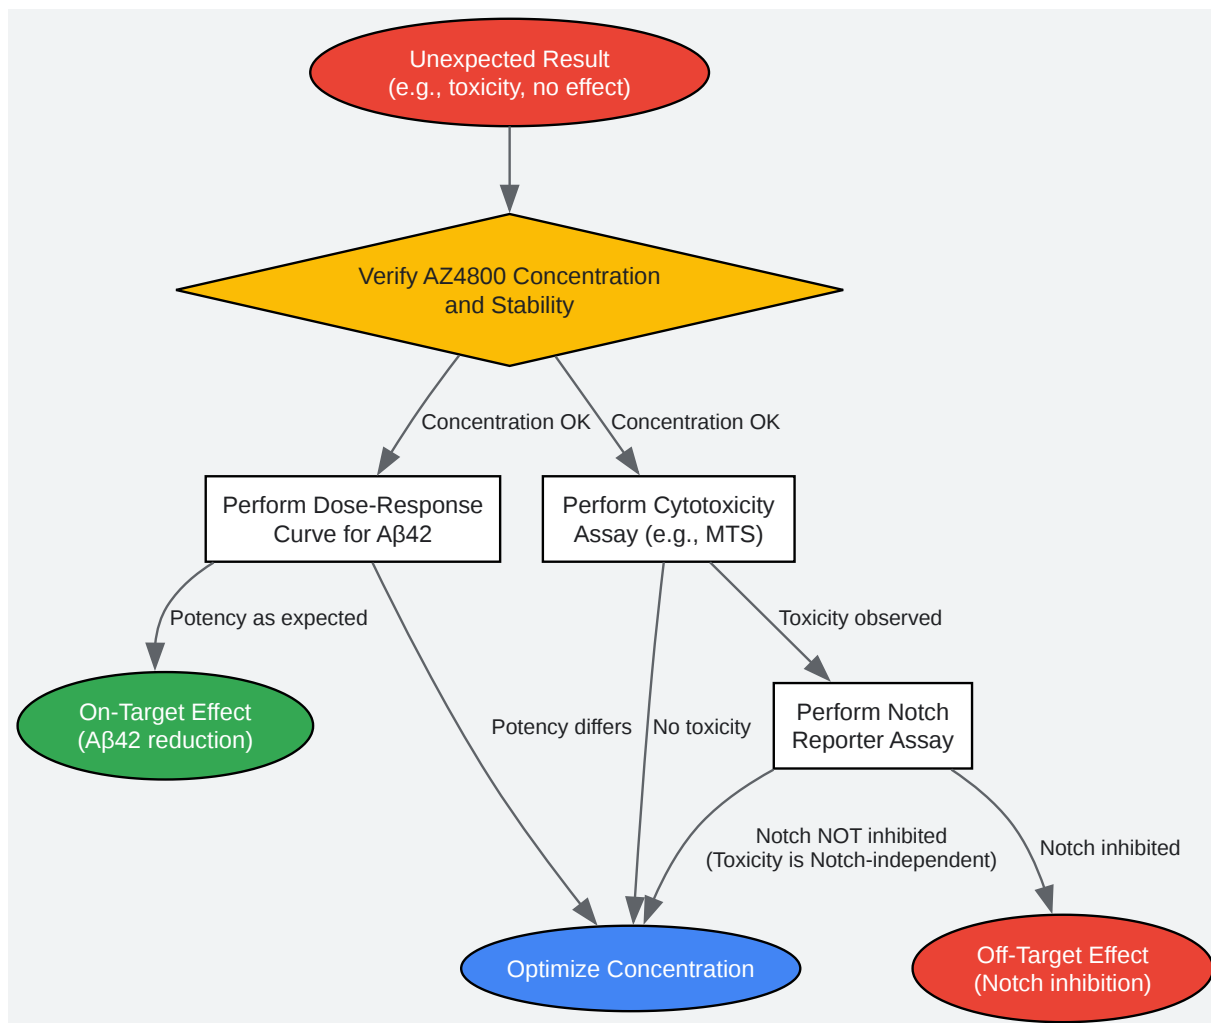 Unexpected Result
(e.g., toxicity, no effect)
Verify AZ4800 Concentration
and Stability
Concentration OK
Concentration OK
Perform Dose-Response
Curve for Aβ42
Perform Cytotoxicity
Assay (e.g., MTS)
Potency as expected
Toxicity observed
On-Target Effect
(Aβ42 reduction)
Potency differs
No toxicity
Perform Notch
Reporter Assay
Notch NOT inhibited
(Toxicity is Notch-independent)
Notch inhibited
Optimize Concentration
Off-Target Effect
(Notch inhibition)